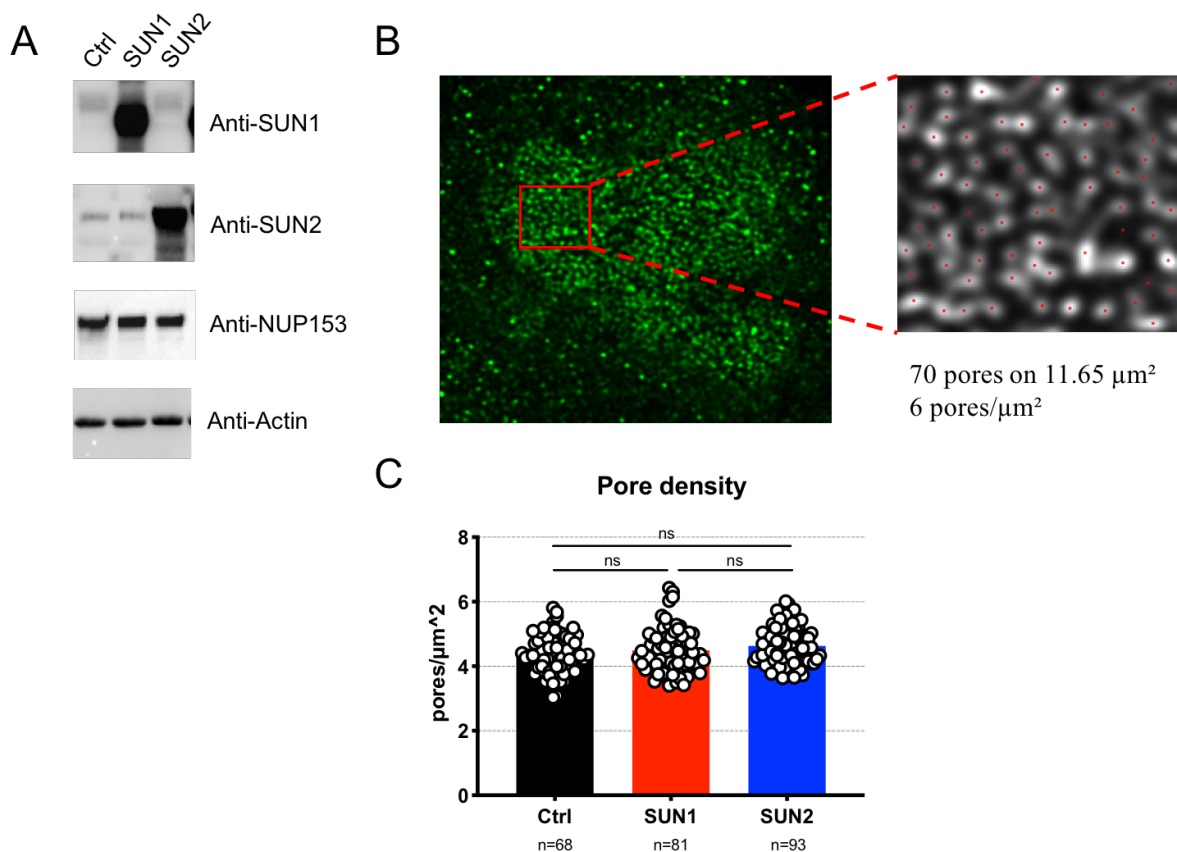 A
Ctrl
SUN1
SUN2
Anti-SUN1
Anti-SUN2
Anti-NUP153
Anti-Actin
B
70 pores on 11.65 µm²
6 pores/µm²
C
Pore density
ns
ns ns
pores/µm^2
8
6
4
2
0
Ctrl SUN1 SUN2
n=68 n=81 n=93